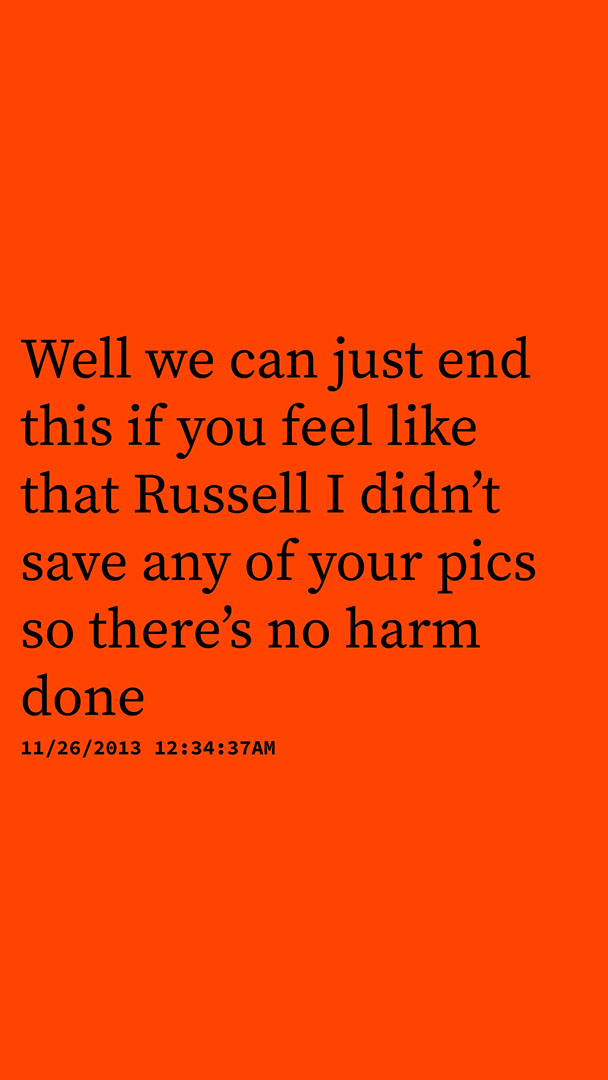 Well we can just end
this if you feel like
that Russell I didn’t
save any of your pics
so there’s no harm
done
11/26/2013 12:34:37AM